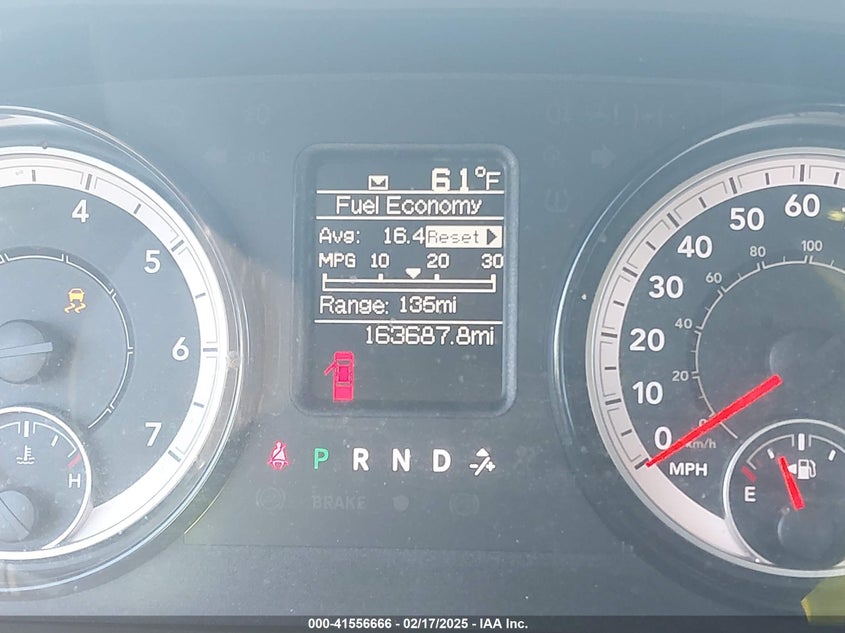 61°F
Fuel Economy
Avg: 16.4 Reset
MPG 10 20 30
Range: 135mi
163687.8mi
4
5
6
7
H
P R N D
BRAKE
0
10
20
30
40
50
60
0
20
40
60
80
100
km/h
MPH
E
000-41556666 - 02/17/2025 - IAA Inc.